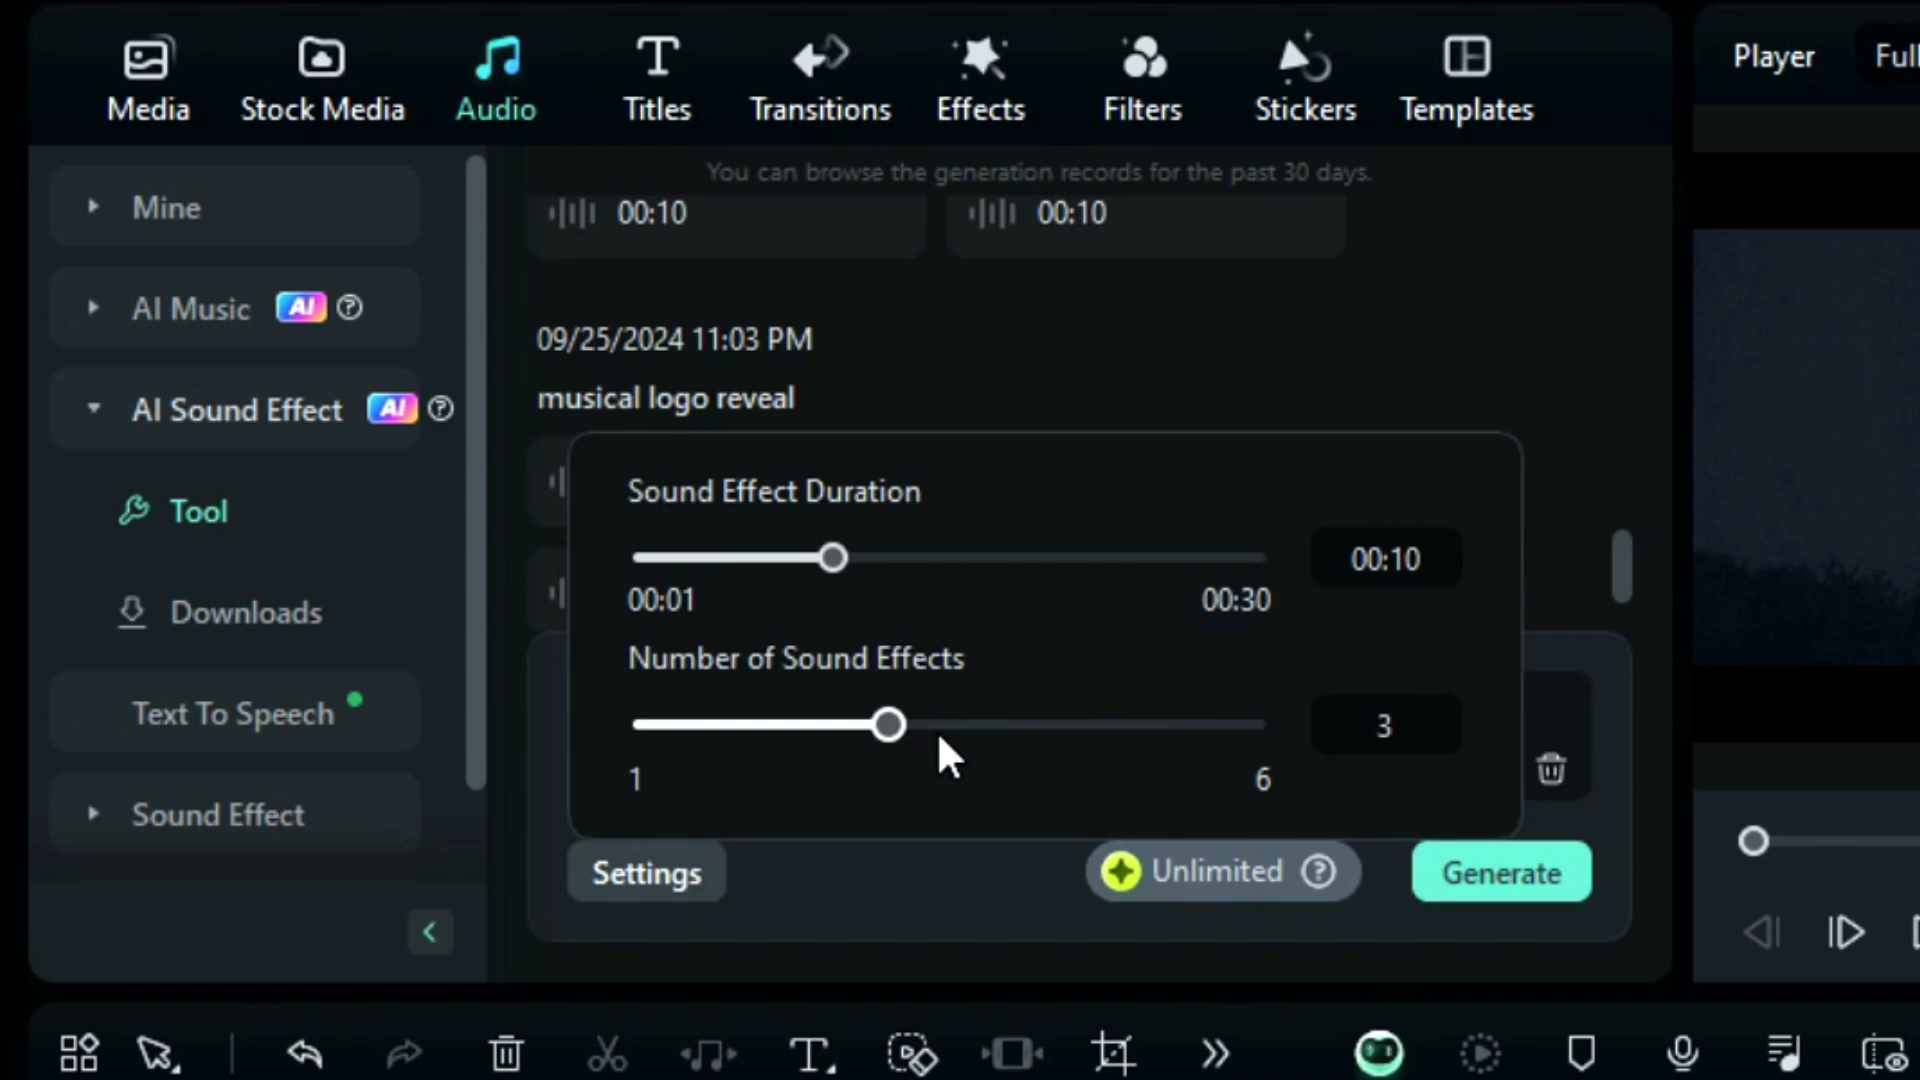 Media
Stock Media
Audio
Titles
Transitions
Effects
Filters
Stickers
Templates
Player
Full
Mine
AI Music AI
AI Sound Effect AI
Tool
Downloads
Text To Speech
Sound Effect
You can browse the generation records for the past 30 days.
00:10
00:10
09/25/2024 11:03 PM
musical logo reveal
Sound Effect Duration
00:10
00:01
00:30
Number of Sound Effects
3
1
6
Settings
Unlimited
Generate